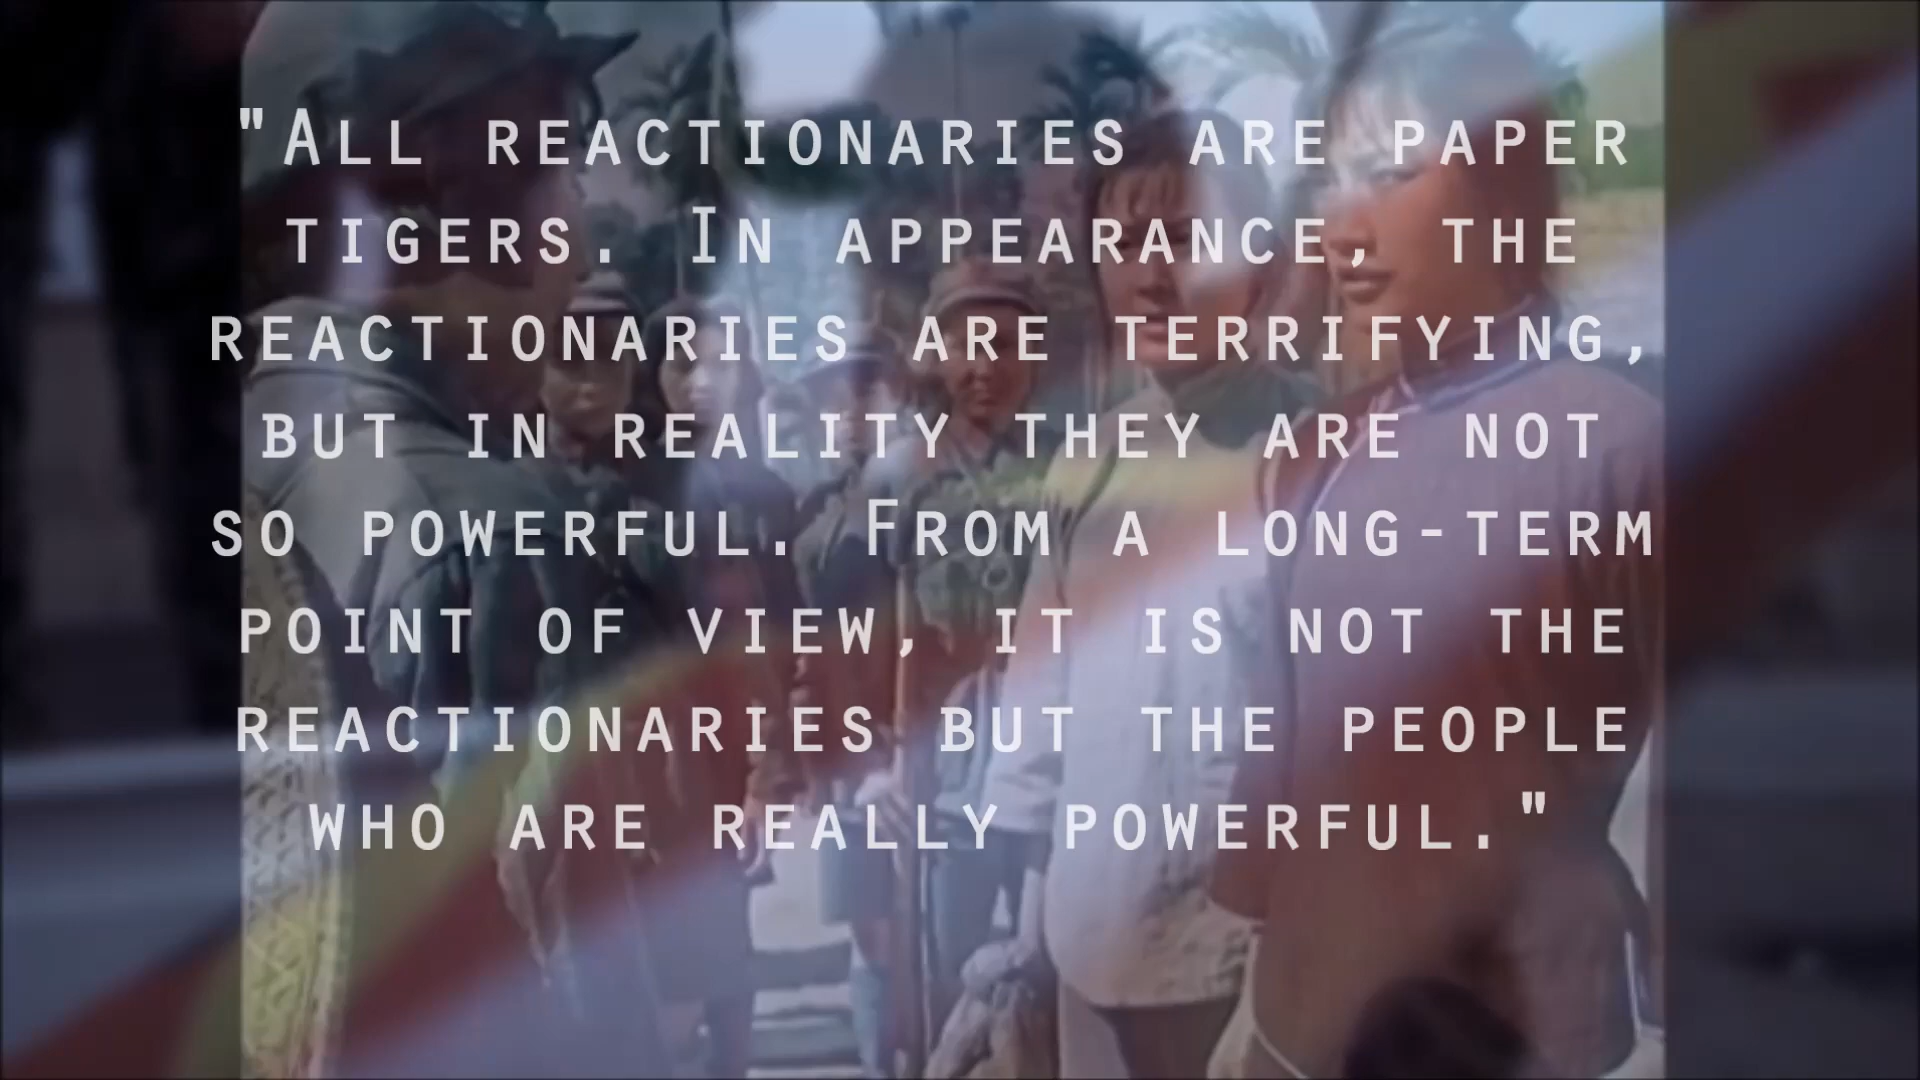 "All reactionaries are paper
tigers. In appearance, the
reactionaries are terrifying,
but in reality they are not
so powerful. From a long-term
point of view, it is not the
reactionaries but the people
who are really powerful."